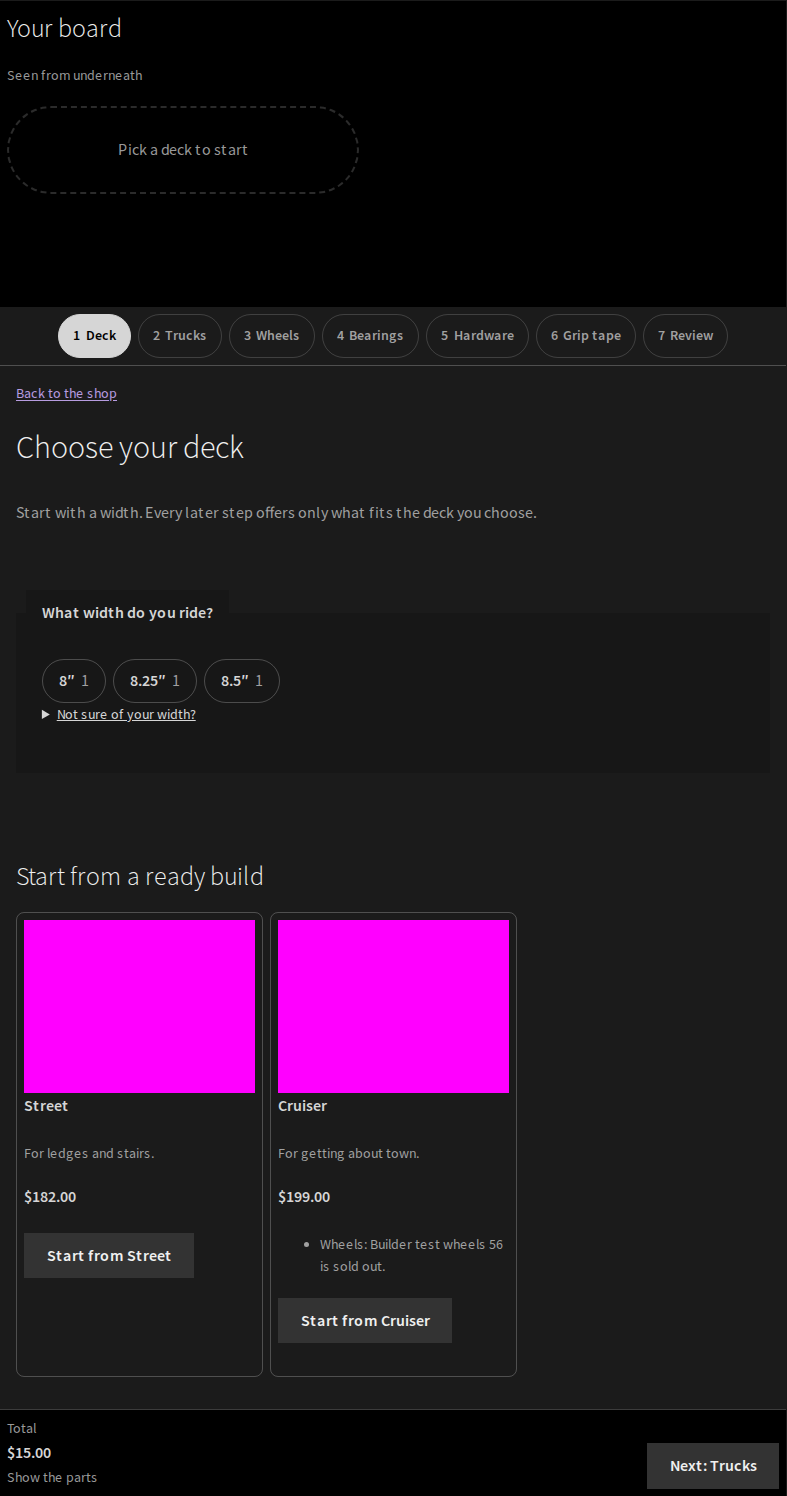 Your board
Seen from underneath
Pick a deck to start
1 Deck
2 Trucks
3 Wheels
4 Bearings
5 Hardware
6 Grip tape
7 Review
Back to the shop
Choose your deck
Start with a width. Every later step offers only what fits the deck you choose.
What width do you ride?
8″ 1
8.25″ 1
8.5″ 1
Not sure of your width?
Start from a ready build
Street
For ledges and stairs.
$182.00
Start from Street
Cruiser
For getting about town.
$199.00
Wheels: Builder test wheels 56
is sold out.
Start from Cruiser
Total
$15.00
Show the parts
Next: Trucks